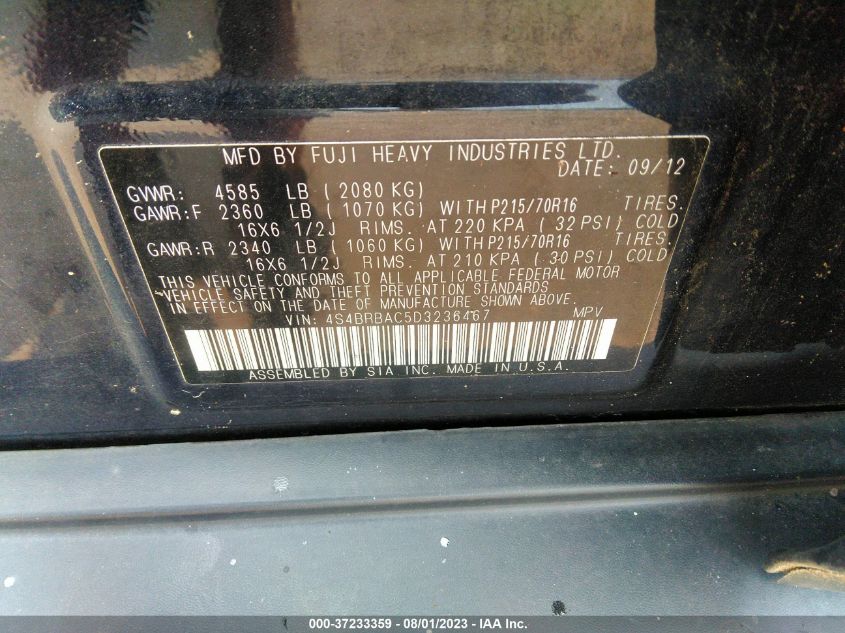 MFD BY FUJI HEAVY INDUSTRIES LTD.
DATE: 09/12
GVWR: 4585 LB (2080 KG)
GAWR:F 2360 LB (1070 KG) WITH P215/70R16 TIRES.
16X6 1/2J RIMS. AT 220 KPA (32 PSI) COLD
GAWR:R 2340 LB (1060 KG) WITH P215/70R16 TIRES.
16X6 1/2J RIMS. AT 210 KPA (30 PSI) COLD
THIS VEHICLE CONFORMS TO ALL APPLICABLE FEDERAL MOTOR
VEHICLE SAFETY AND THEFT PREVENTION STANDARDS
IN EFFECT ON THE DATE OF MANUFACTURE SHOWN ABOVE.
VIN: 4S4BRBAC5D3236467 MPV
ASSEMBLED BY SIA INC. MADE IN U.S.A.
000-37233359 - 08/01/2023 - IAA Inc.